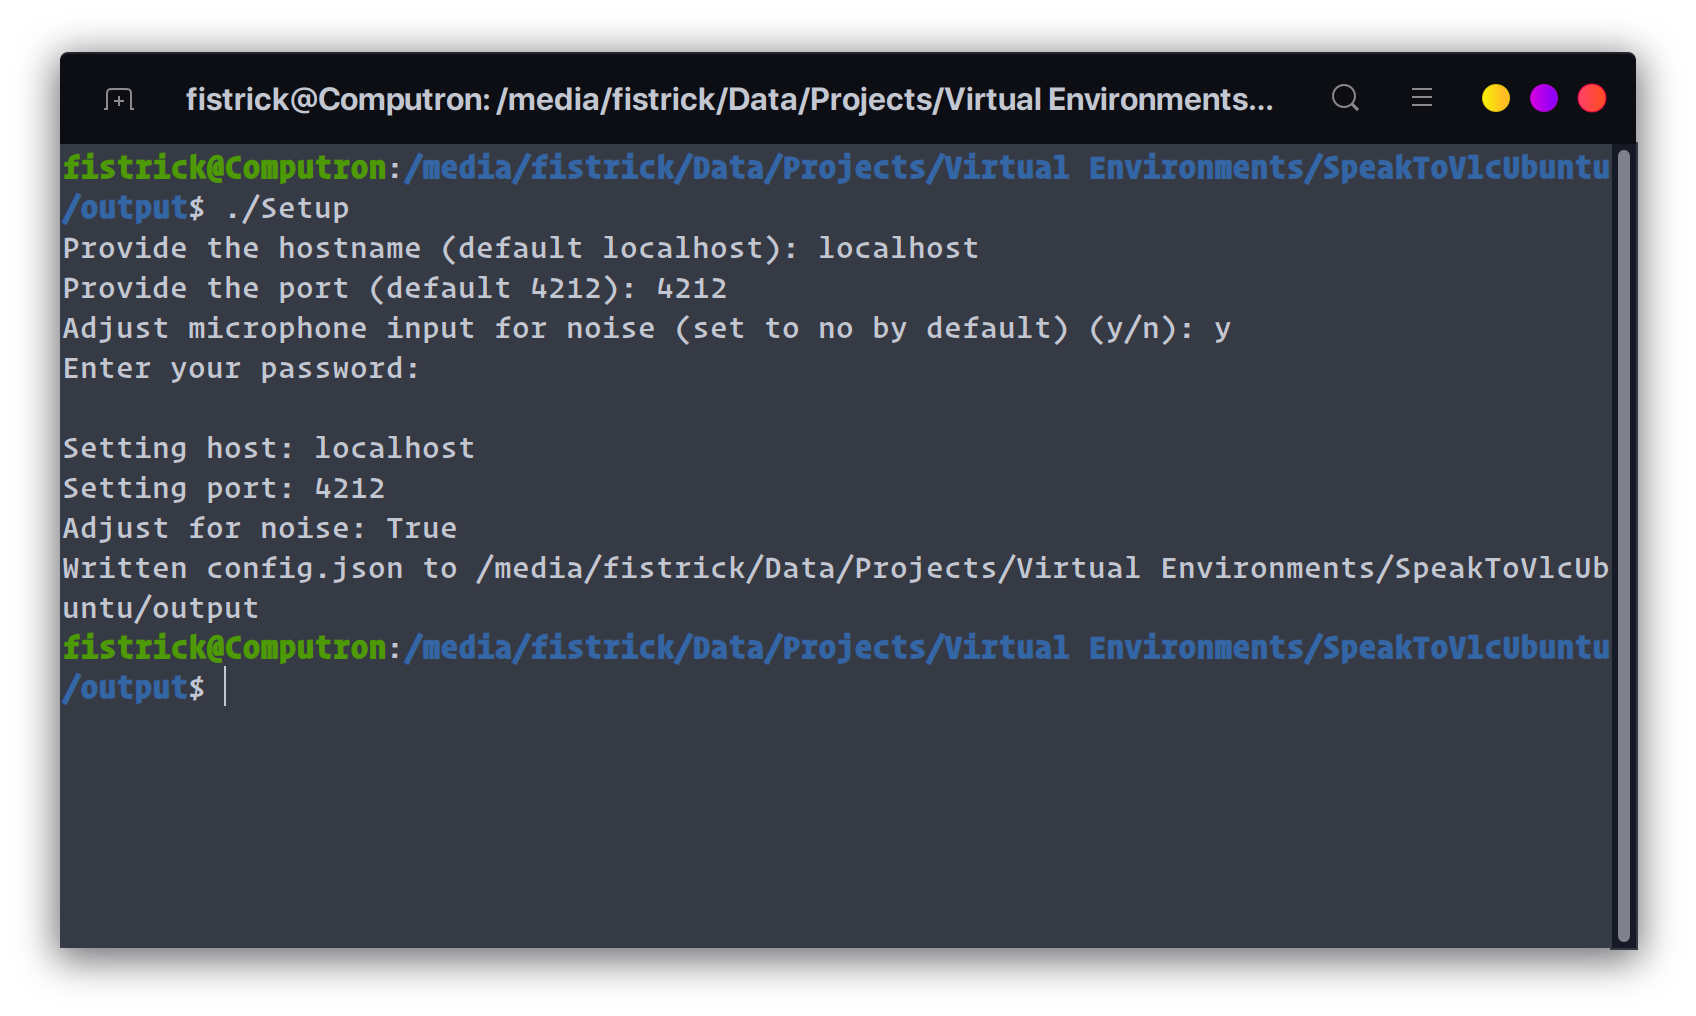 fistrick@Computron: /media/fistrick/Data/Projects/Virtual Environments...
fistrick@Computron:/media/fistrick/Data/Projects/Virtual Environments/SpeakToVlcUbuntu
/output$ ./Setup
Provide the hostname (default localhost): localhost
Provide the port (default 4212): 4212
Adjust microphone input for noise (set to no by default) (y/n): y
Enter your password:
Setting host: localhost
Setting port: 4212
Adjust for noise: True
Written config.json to /media/fistrick/Data/Projects/Virtual Environments/SpeakToVlcUb
untu/output
fistrick@Computron:/media/fistrick/Data/Projects/Virtual Environments/SpeakToVlcUbuntu
/output$